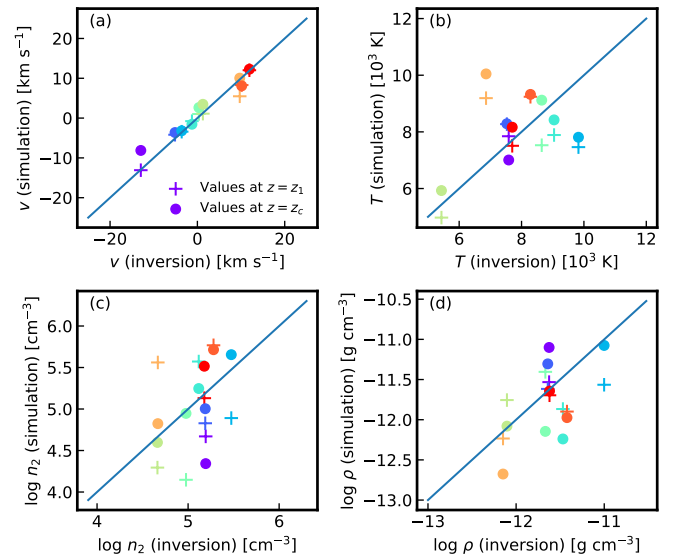 (a)
20
10
0
−10
−20
v (simulation) [km s⁻¹]
Values at z = z₁
Values at z = z_c
−20 0 20
v (inversion) [km s⁻¹]
(b)
12
10
8
6
T (simulation) [10³ K]
6 7 8 9 10 11 12
T (inversion) [10³ K]
(c)
6.0
5.5
5.0
4.5
4.0
log n₂ (simulation) [cm⁻³]
4 5 6
log n₂ (inversion) [cm⁻³]
(d)
−10.5
−11.0
−11.5
−12.0
−12.5
−13.0
log ρ (simulation) [g cm⁻³]
−13 −12 −11
log ρ (inversion) [g cm⁻³]